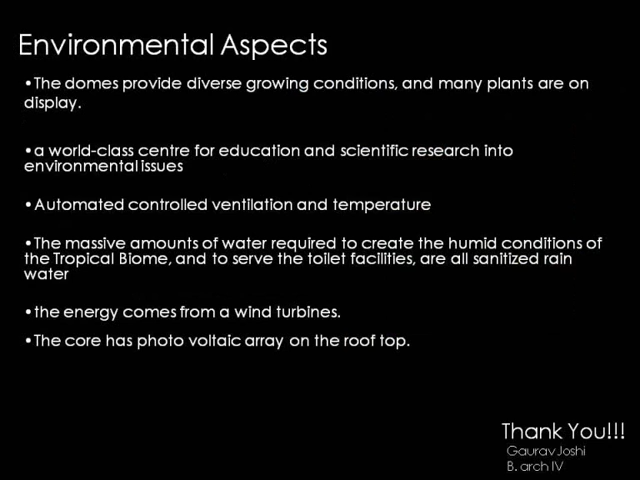 Environmental Aspects
•The domes provide diverse growing conditions, and many plants are on
display.
•a world-class centre for education and scientific research into
environmental issues
•Automated controlled ventilation and temperature
•The massive amounts of water required to create the humid conditions of
the Tropical Biome, and to serve the toilet facilities, are all sanitized rain
water
•the energy comes from a wind turbines.
•The core has photo voltaic array on the roof top.
Thank You!!!
Gaurav Joshi
B. arch IV